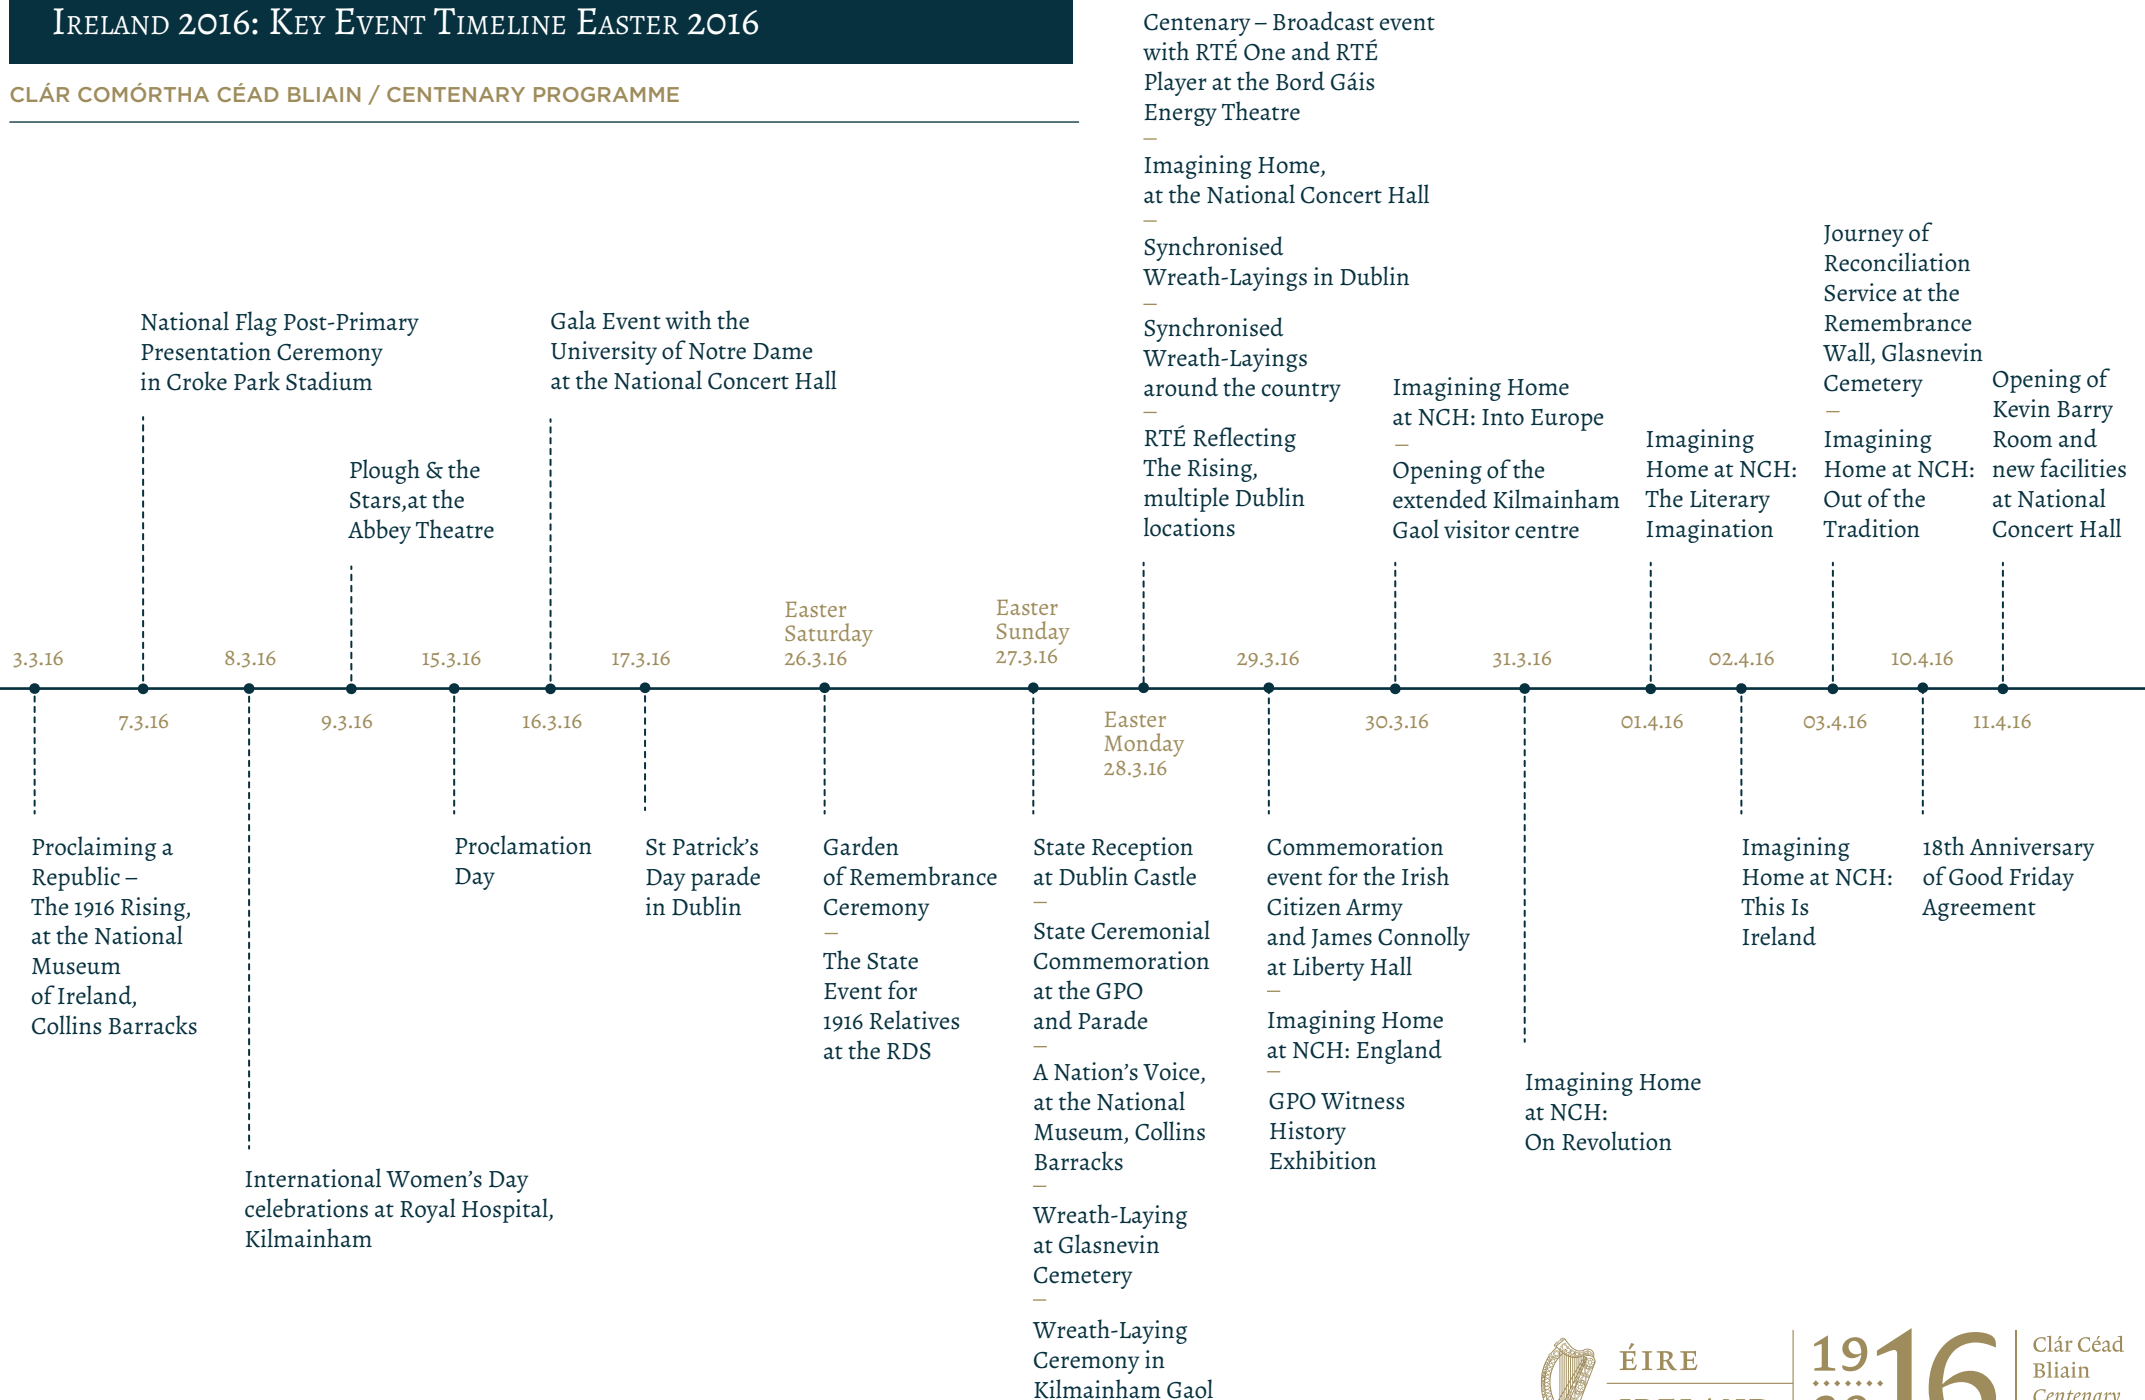 Ireland 2016: Key Event Timeline Easter 2016
CLÁR COMÓRTHA CÉAD BLIAIN / CENTENARY PROGRAMME
Centenary – Broadcast event
with RTÉ One and RTÉ
Player at the Bord Gáis
Energy Theatre
–
Imagining Home,
at the National Concert Hall
–
Synchronised
Wreath-Layings in Dublin
–
Synchronised
Wreath-Layings
around the country
–
RTÉ Reflecting
The Rising,
multiple Dublin
locations
National Flag Post-Primary
Presentation Ceremony
in Croke Park Stadium
Plough & the
Stars,at the
Abbey Theatre
Gala Event with the
University of Notre Dame
at the National Concert Hall
Imagining Home
at NCH: Into Europe
–
Opening of the
extended Kilmainham
Gaol visitor centre
Imagining
Home at NCH:
The Literary
Imagination
Journey of
Reconciliation
Service at the
Remembrance
Wall, Glasnevin
Cemetery
–
Imagining
Home at NCH:
Out of the
Tradition
Opening of
Kevin Barry
Room and
new facilities
at National
Concert Hall
3.3.16
7.3.16
8.3.16
9.3.16
15.3.16
16.3.16
17.3.16
Easter
Saturday
26.3.16
Easter
Sunday
27.3.16
Easter
Monday
28.3.16
29.3.16
30.3.16
31.3.16
01.4.16
02.4.16
03.4.16
10.4.16
11.4.16
Proclaiming a
Republic –
The 1916 Rising,
at the National
Museum
of Ireland,
Collins Barracks
International Women’s Day
celebrations at Royal Hospital,
Kilmainham
Proclamation
Day
St Patrick’s
Day parade
in Dublin
Garden
of Remembrance
Ceremony
–
The State
Event for
1916 Relatives
at the RDS
State Reception
at Dublin Castle
–
State Ceremonial
Commemoration
at the GPO
and Parade
–
A Nation’s Voice,
at the National
Museum, Collins
Barracks
–
Wreath-Laying
at Glasnevin
Cemetery
–
Wreath-Laying
Ceremony in
Kilmainham Gaol
Commemoration
event for the Irish
Citizen Army
and James Connolly
at Liberty Hall
–
Imagining Home
at NCH: England
–
GPO Witness
History
Exhibition
Imagining Home
at NCH:
On Revolution
Imagining
Home at NCH:
This Is
Ireland
18th Anniversary
of Good Friday
Agreement
ÉIRE
19
16
Clár Céad
Bliain
Centenary